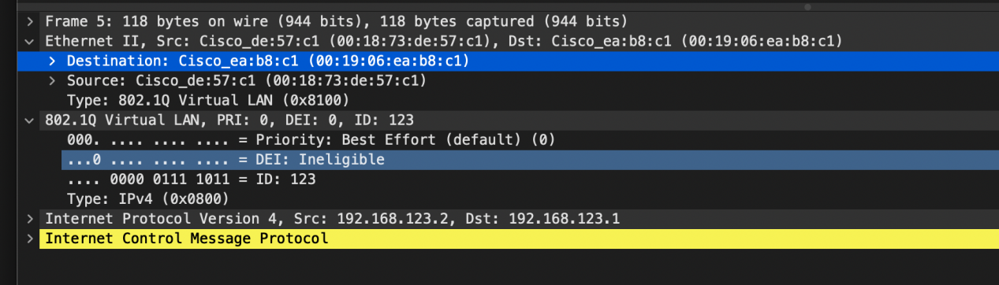 Frame 5: 118 bytes on wire (944 bits), 118 bytes captured (944 bits)
Ethernet II, Src: Cisco_de:57:c1 (00:18:73:de:57:c1), Dst: Cisco_ea:b8:c1 (00:19:06:ea:b8:c1)
Destination: Cisco_ea:b8:c1 (00:19:06:ea:b8:c1)
Source: Cisco_de:57:c1 (00:18:73:de:57:c1)
Type: 802.1Q Virtual LAN (0x8100)
802.1Q Virtual LAN, PRI: 0, DEI: 0, ID: 123
000. .... .... .... = Priority: Best Effort (default) (0)
...0 .... .... .... = DEI: Ineligible
.... 0000 0111 1011 = ID: 123
Type: IPv4 (0x0800)
Internet Protocol Version 4, Src: 192.168.123.2, Dst: 192.168.123.1
Internet Control Message Protocol